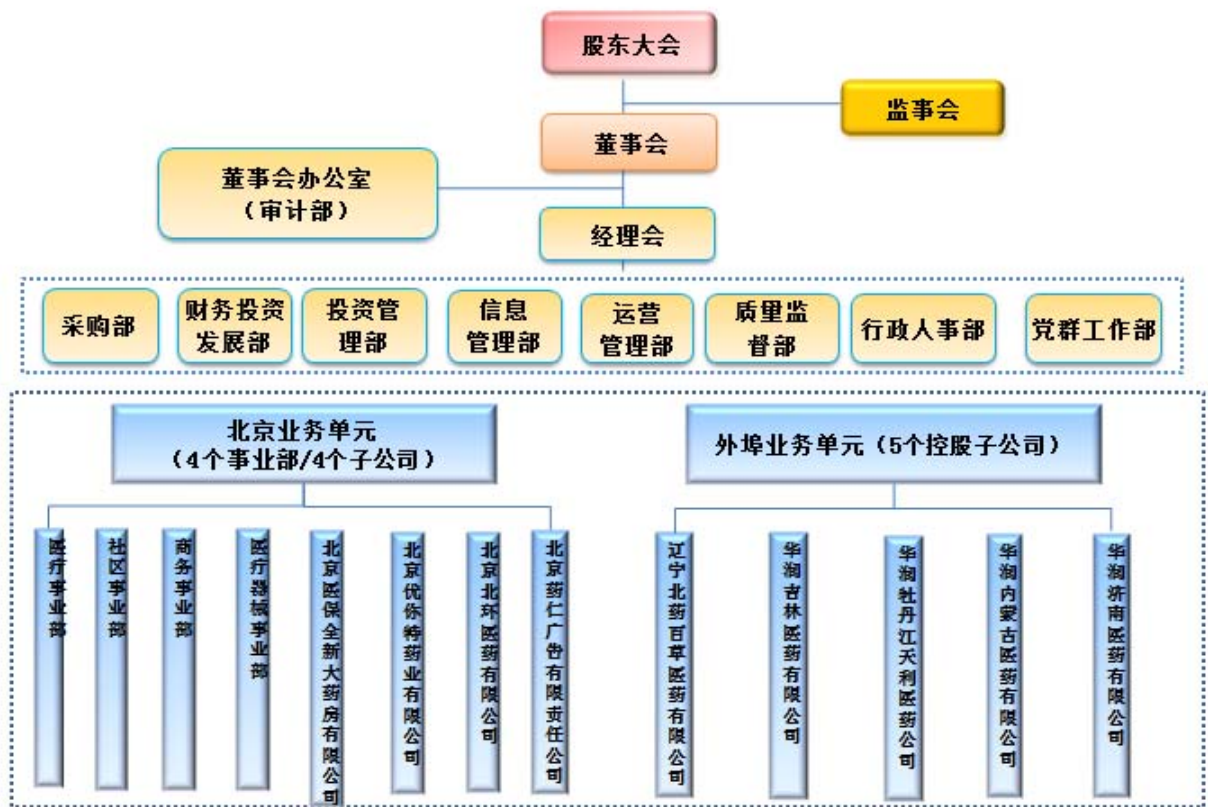 股东大会
监事会
董事会
董事会办公室
（审计部）
经理会
采购部
财务投资
发展部
投资管
理部
信息
管理部
运营
管理部
质量监
督部
行政人事部
党群工作部
北京业务单元
（4个事业部/4个子公司）
外埠业务单元（5个控股子公司）
医疗事业部
社区事业部
商务事业部
医疗器械事业部
北京医保全新大药房有限公司
北京优你特药业有限公司
北京北环医药有限公司
北京药仁广告有限责任公司
辽宁北药百草医药有限公司
华润吉林医药有限公司
华润牡丹江天利医药公司
华润内蒙古医药有限公司
华润济南医药有限公司